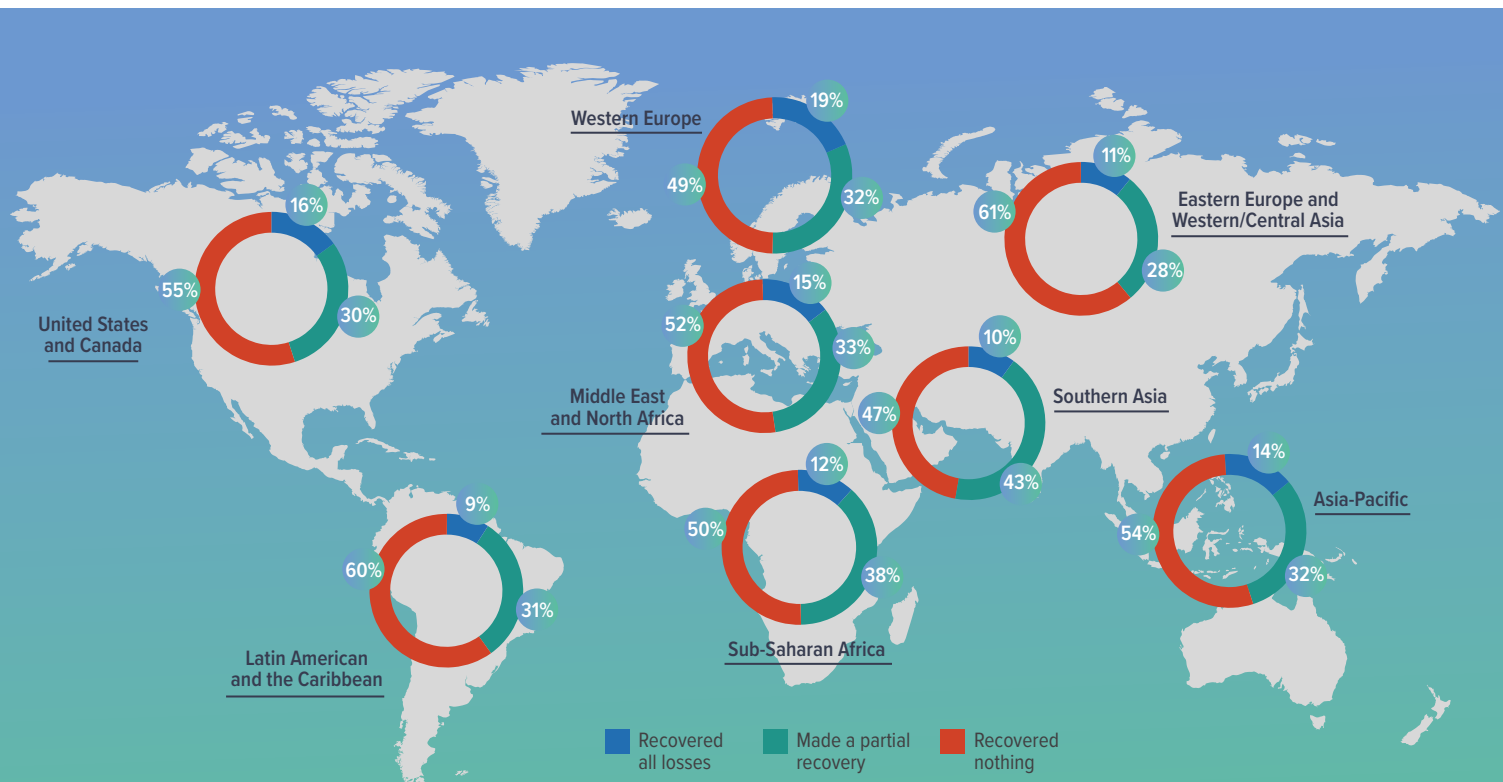 19%
Western Europe
49%
32%
11%
61%
Eastern Europe and
Western/Central Asia
28%
16%
55%
30%
United States
and Canada
15%
52%
33%
Middle East
and North Africa
10%
47%
Southern Asia
43%
12%
50%
38%
Sub-Saharan Africa
14%
Asia-Pacific
54%
32%
9%
60%
31%
Latin American
and the Caribbean
Recovered
all losses
Made a partial
recovery
Recovered
nothing